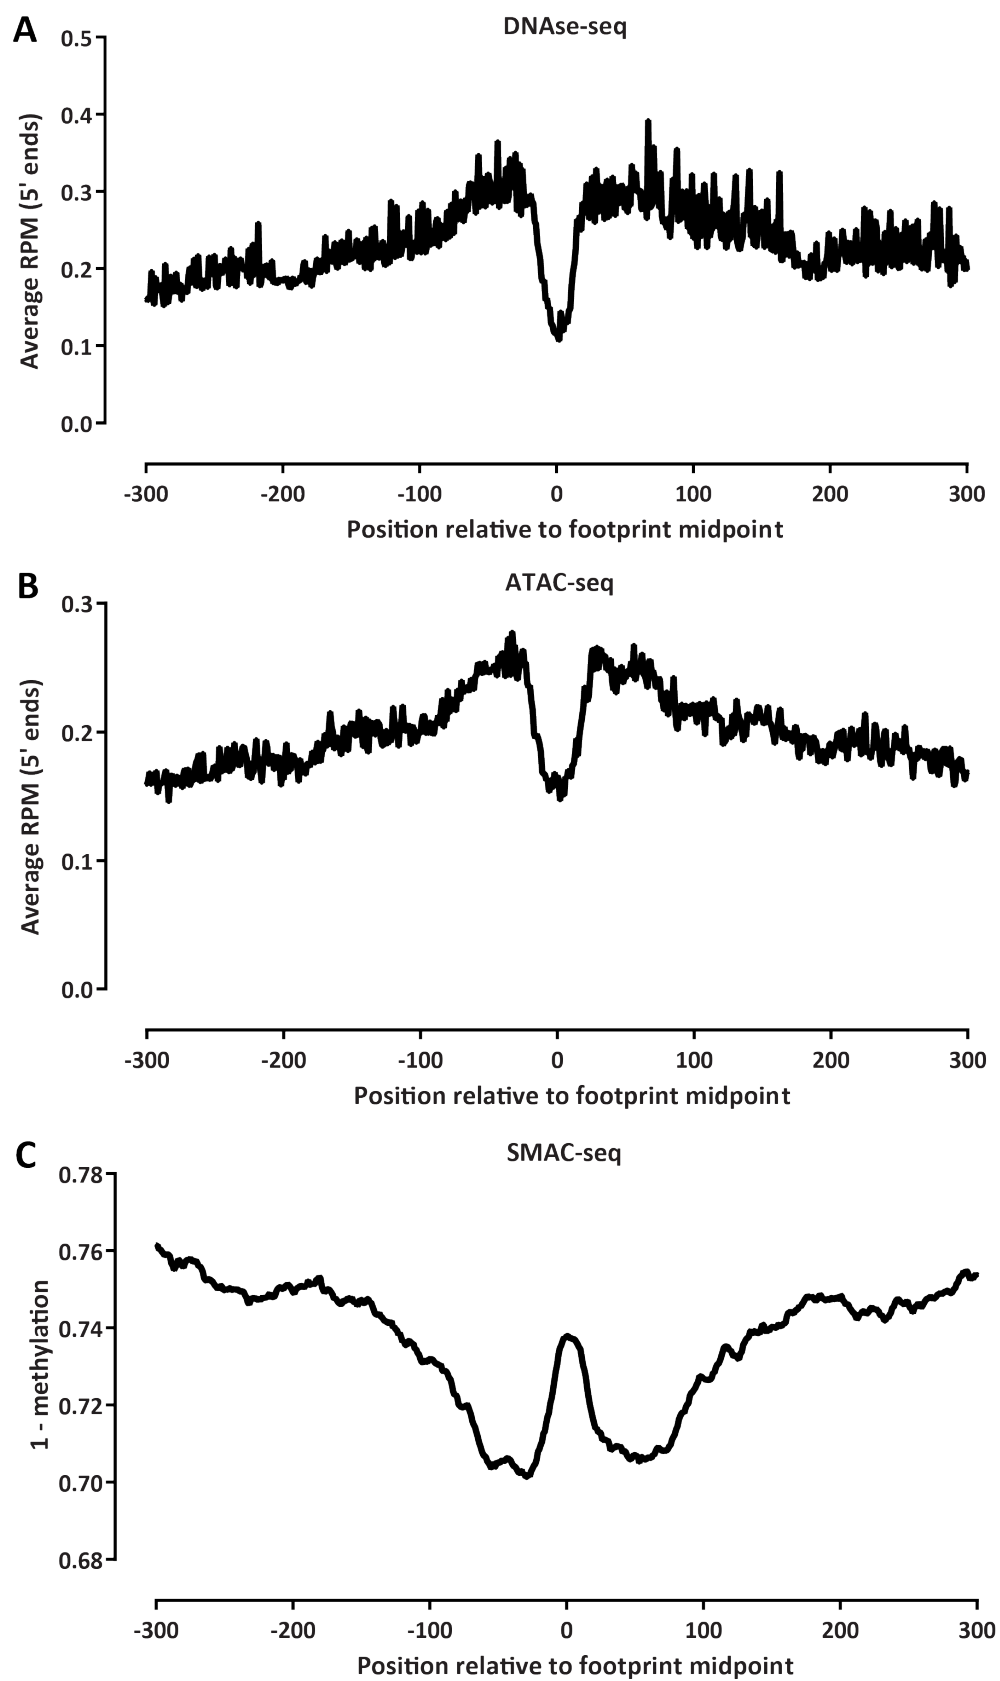 A
DNAse-seq
Average RPM (5' ends)
0.5
0.4
0.3
0.2
0.1
0.0
-300 -200 -100 0 100 200 300
Position relative to footprint midpoint
B
ATAC-seq
Average RPM (5' ends)
0.3
0.2
0.1
0.0
-300 -200 -100 0 100 200 300
Position relative to footprint midpoint
C
SMAC-seq
1 - methylation
0.78
0.76
0.74
0.72
0.70
0.68
-300 -200 -100 0 100 200 300
Position relative to footprint midpoint